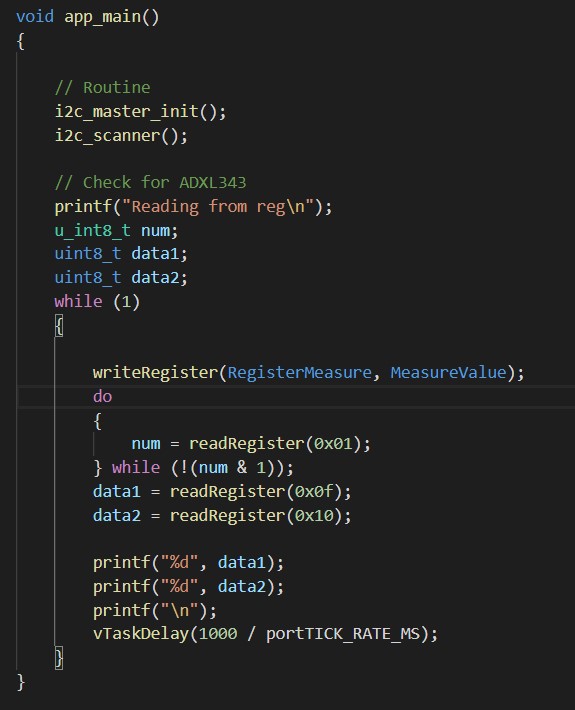 void app_main()
{
// Routine
i2c_master_init();
i2c_scanner();
// Check for ADXL343
printf("Reading from reg\n");
u_int8_t num;
uint8_t data1;
uint8_t data2;
while (1)
{
writeRegister(RegisterMeasure, MeasureValue);
do
{
num = readRegister(0x01);
} while (!(num & 1));
data1 = readRegister(0x0f);
data2 = readRegister(0x10);
printf("%d", data1);
printf("%d", data2);
printf("\n");
vTaskDelay(1000 / portTICK_RATE_MS);
}
}